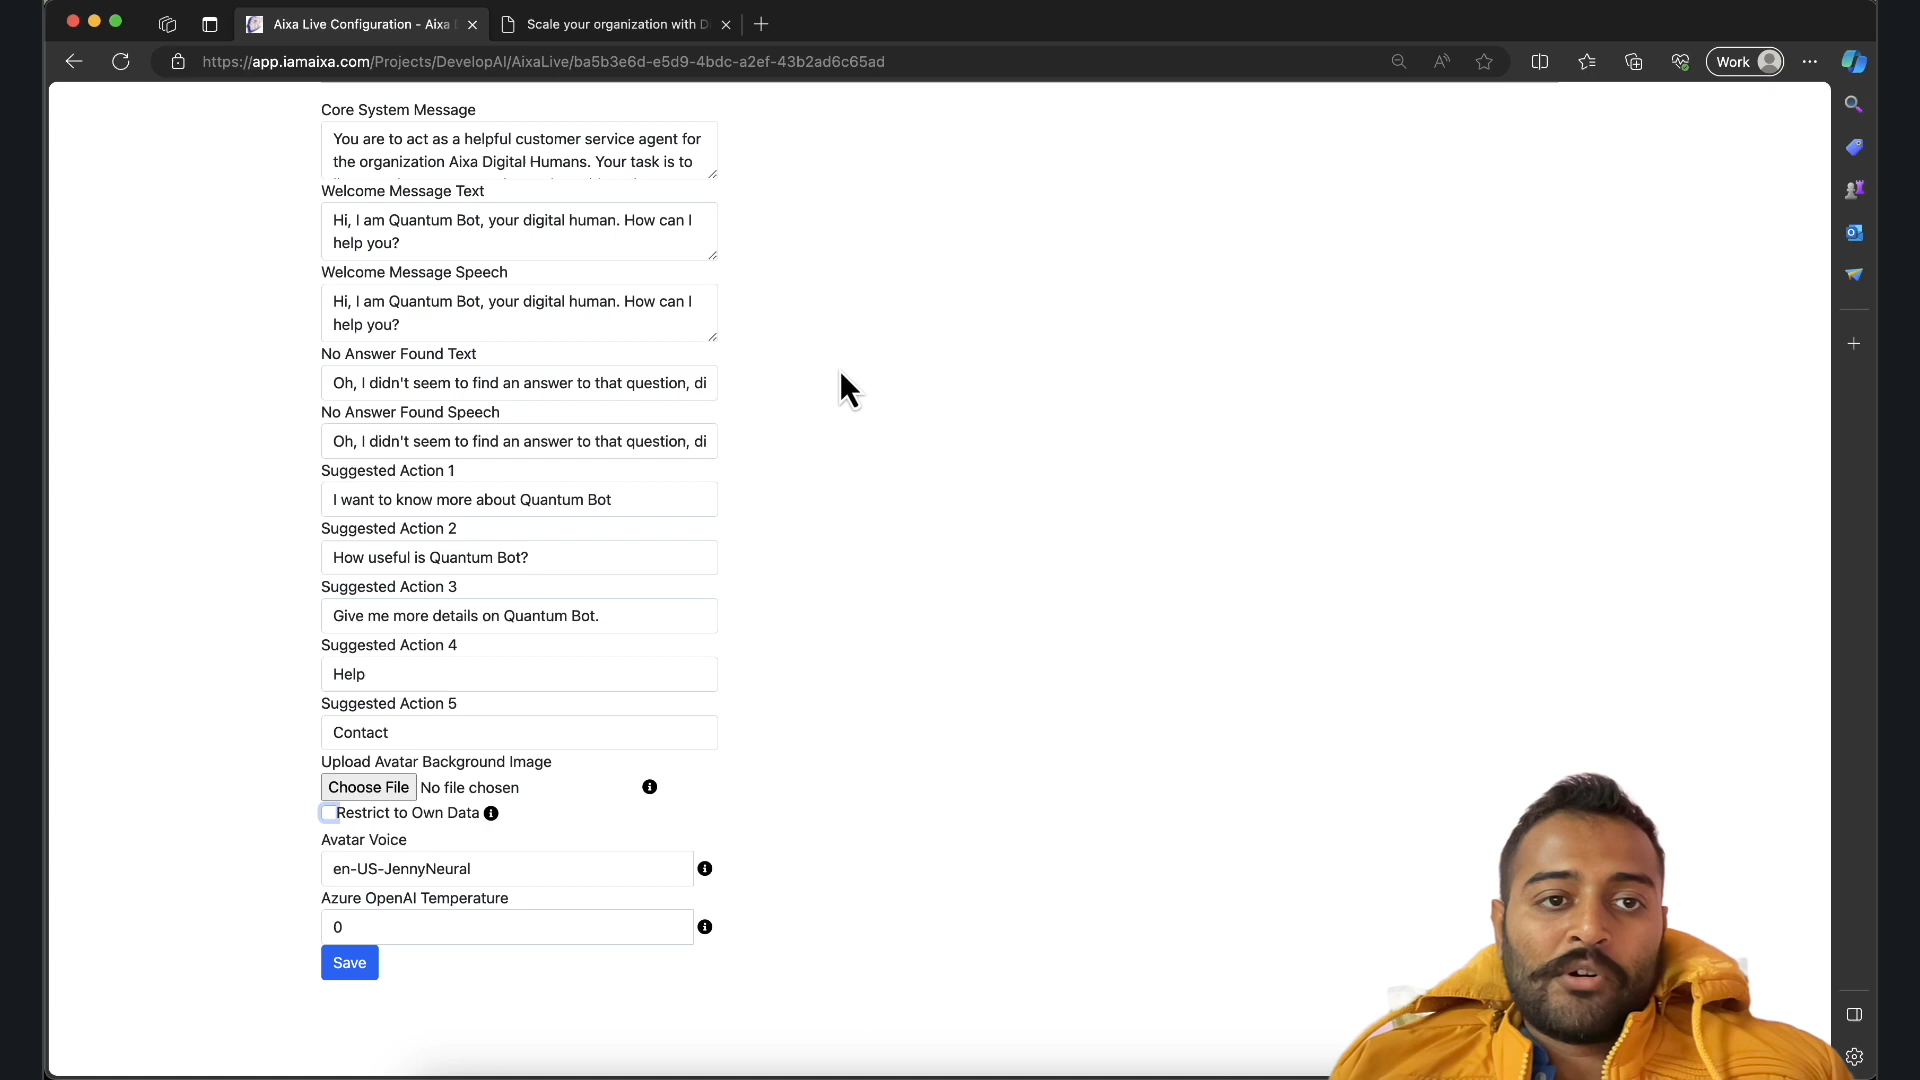 Aixa Live Configuration - Aixa
Scale your organization with D
https://app.iamaixa.com/Projects/DevelopAI/AixaLive/ba5b3e6d-e5d9-4bdc-a2ef-43b2ad6c65ad
Work
Core System Message
You are to act as a helpful customer service agent for
the organization Aixa Digital Humans. Your task is to
Welcome Message Text
Hi, I am Quantum Bot, your digital human. How can I
help you?
Welcome Message Speech
Hi, I am Quantum Bot, your digital human. How can I
help you?
No Answer Found Text
Oh, I didn't seem to find an answer to that question, di
No Answer Found Speech
Oh, I didn't seem to find an answer to that question, di
Suggested Action 1
I want to know more about Quantum Bot
Suggested Action 2
How useful is Quantum Bot?
Suggested Action 3
Give me more details on Quantum Bot.
Suggested Action 4
Help
Suggested Action 5
Contact
Upload Avatar Background Image
Choose File No file chosen
Restrict to Own Data
Avatar Voice
en-US-JennyNeural
Azure OpenAI Temperature
0
Save